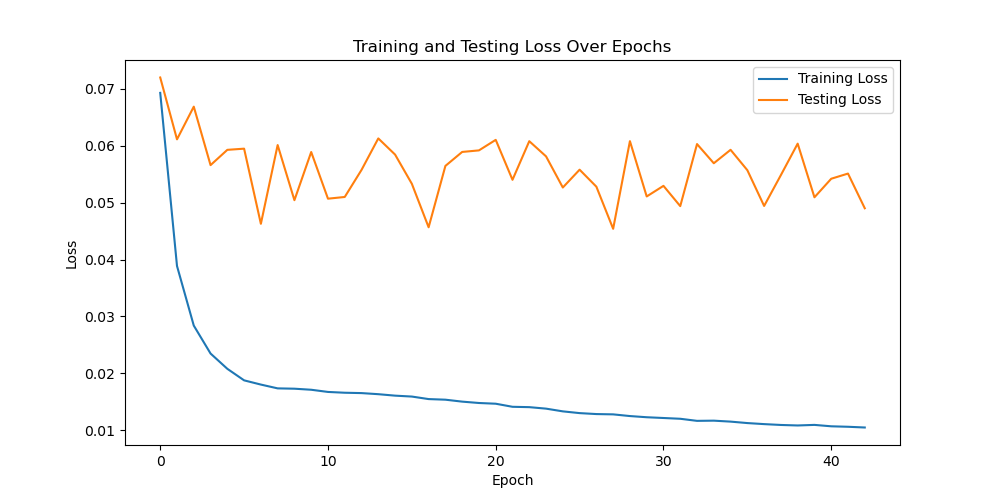 Training and Testing Loss Over Epochs
Training Loss
Testing Loss
Loss
0.07
0.06
0.05
0.04
0.03
0.02
0.01
0 10 20 30 40
Epoch